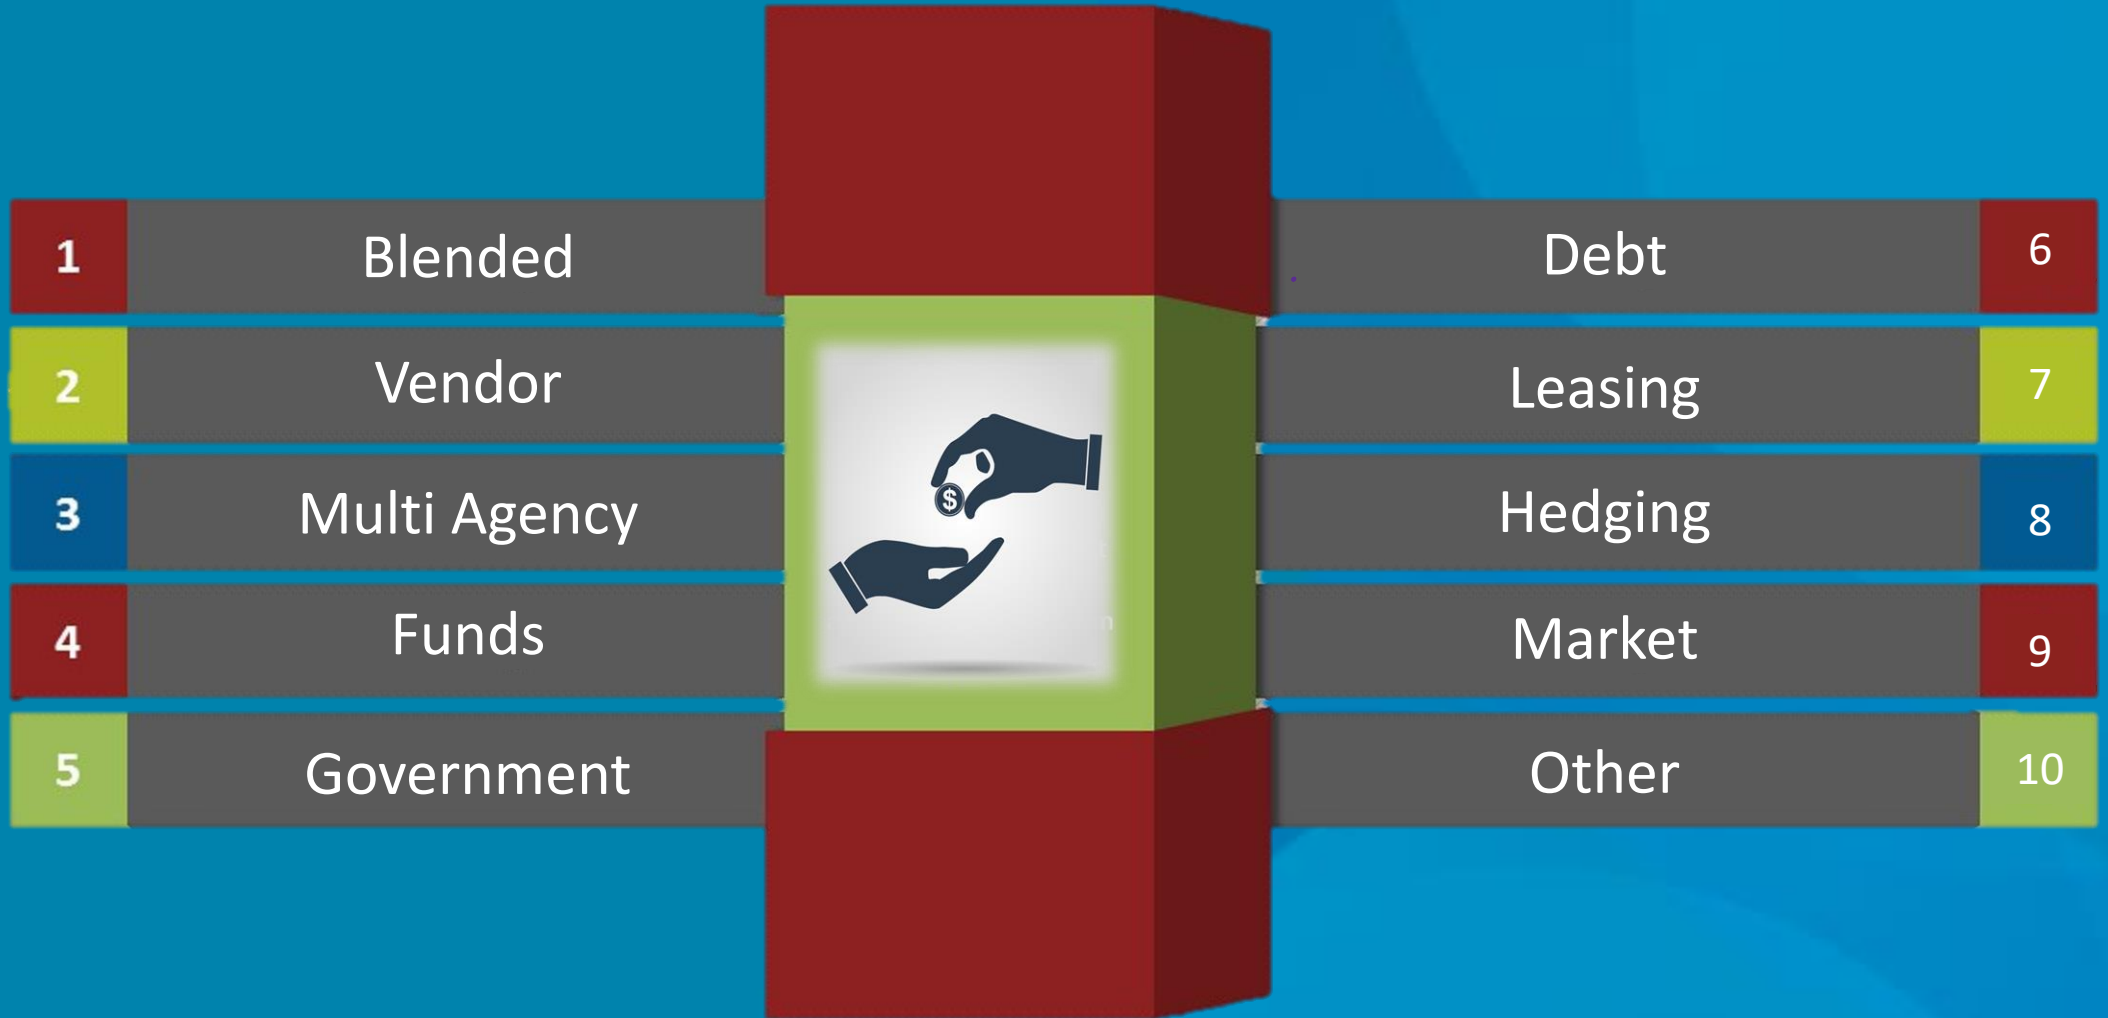 1 Blended
2 Vendor
3 Multi Agency
4 Funds
5 Government
$
Debt 6
Leasing 7
Hedging 8
Market 9
Other 10